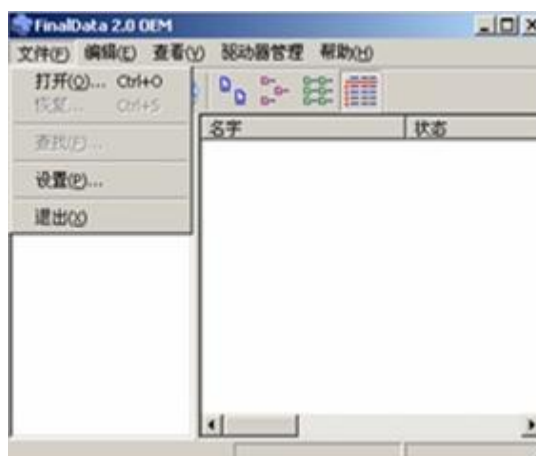 FinalData 2.0 OEM
文件(F) 编辑(E) 查看(V) 驱动器管理 帮助(H)
打开(O)... Ctrl+O
恢复... Ctrl+S
查找(F)...
设置(P)...
退出(X)
名字 状态